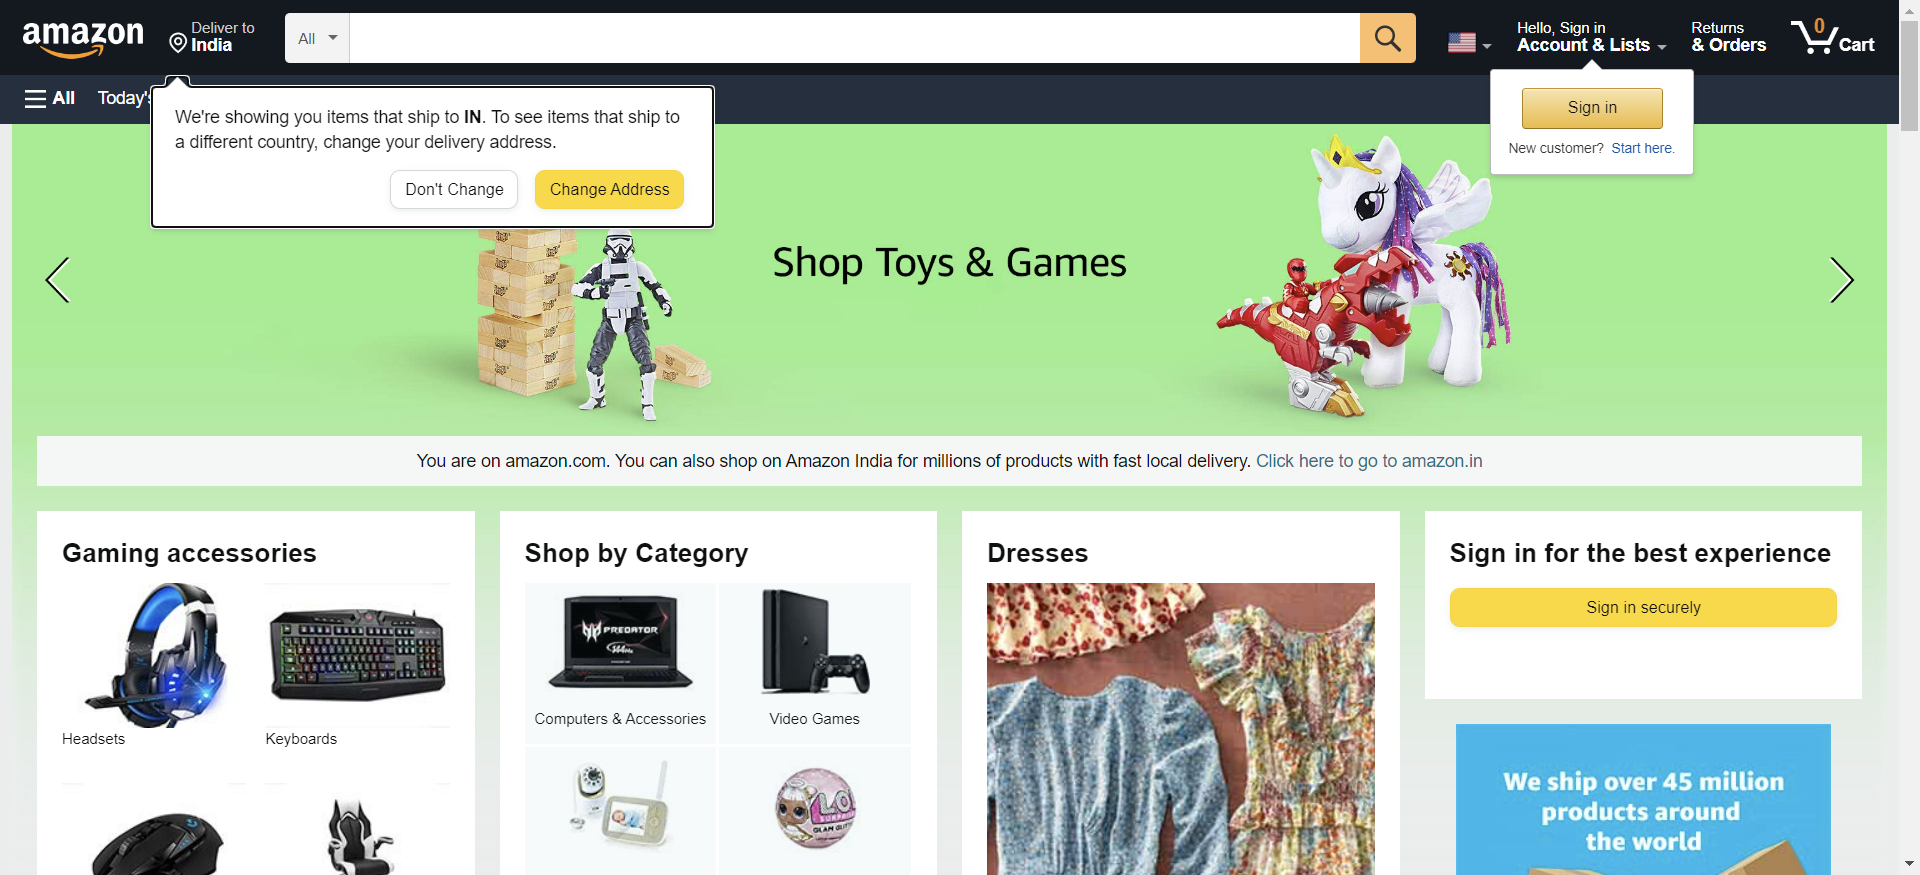 amazon
Deliver to
India
All
Hello, Sign in
Account & Lists
Returns
& Orders
0
Cart
All
Today's
We're showing you items that ship to IN. To see items that ship to
a different country, change your delivery address.
Don't Change
Change Address
Sign in
New customer? Start here.
Shop Toys & Games
You are on amazon.com. You can also shop on Amazon India for millions of products with fast local delivery. Click here to go to amazon.in
Gaming accessories
Headsets
Keyboards
Shop by Category
PREDATOR
144Hz
Computers & Accessories
Video Games
L.O.L.
SURPRISE
GLAM GLITTER
Dresses
Sign in for the best experience
Sign in securely
We ship over 45 million
products around
the world